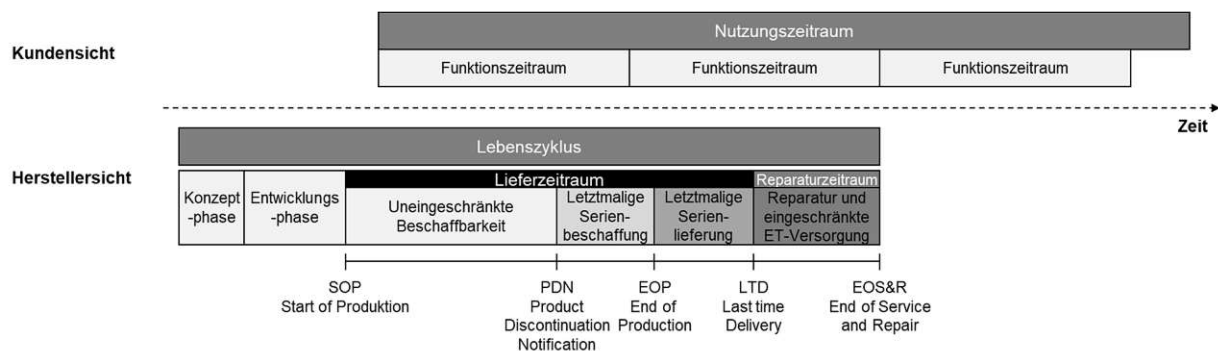 Nutzungszeitraum
Kundensicht
Funktionszeitraum
Funktionszeitraum
Funktionszeitraum
Zeit
Lebenszyklus
Herstellersicht
Konzept
-phase
Entwicklungs
-phase
Lieferzeitraum
Uneingeschränkte
Beschaffbarkeit
Letztmalige
Serien-
beschaffung
Letztmalige
Serien-
lieferung
Reparaturzeitraum
Reparatur und
eingeschränkte
ET-Versorgung
SOP
Start of Produktion
PDN
Product
Discontinuation
Notification
EOP
End of
Production
LTD
Last time
Delivery
EOS&R
End of Service
and Repair